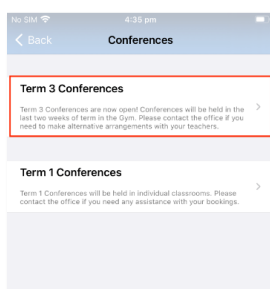 No SIM 4:35 pm
Back Conferences
Term 3 Conferences
Term 3 Conferences are now open! Conferences will be held in the
last two weeks of term in the Gym. Please contact the office if you
need to make alternative arrangements with your teachers.
Term 1 Conferences
Term 1 Conferences will be held in individual classrooms. Please
contact the office if you need any assistance with your bookings.